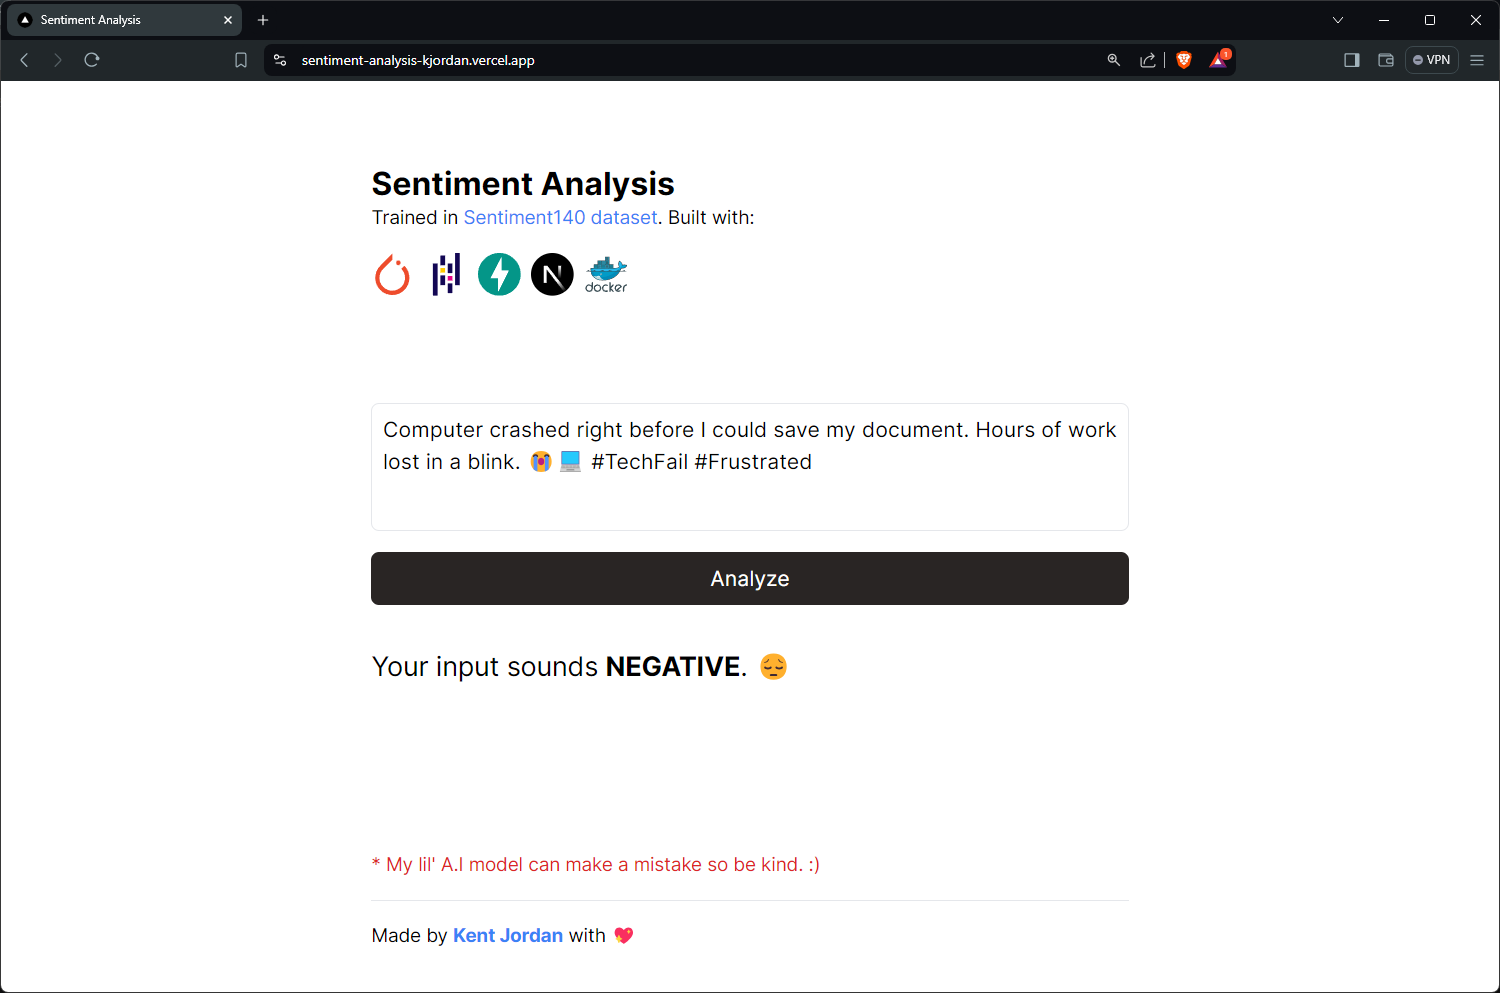 Sentiment Analysis
sentiment-analysis-kjordan.vercel.app
1
VPN
Sentiment Analysis
Trained in Sentiment140 dataset. Built with:
N
docker
Computer crashed right before I could save my document. Hours of work
lost in a blink. 😭💻 #TechFail #Frustrated
Analyze
Your input sounds NEGATIVE. 😔
* My lil' A.I model can make a mistake so be kind. :)
Made by Kent Jordan with 💖